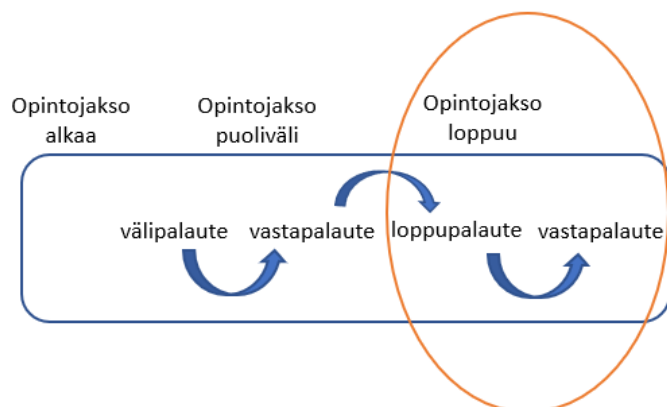 Opintojakso
alkaa
Opintojakso
puoliväli
Opintojakso
loppuu
välipalaute
vastapalaute
loppupalaute
vastapalaute